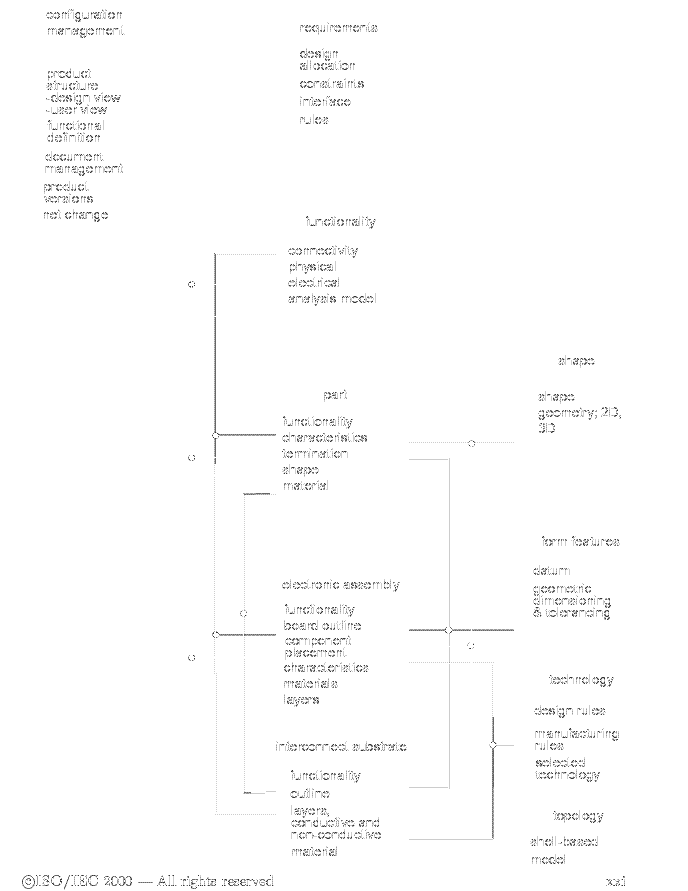 configuration
management
product
structure
-design view
-user view
functional
definition
document
management
product
versions
net change
requirements
design
allocation
constraints
interface
rules
functionality
connectivity
physical
electrical
analysis model
part
functionality
characteristics
termination
shape
material
electronic assembly
functionality
board outline
component
placement
characteristics
materials
layers
interconnect substrate
functionality
outline
layers,
conductive and
non-conductive
material
shape
shape
geometry; 2D,
3D
form features
datum
geometric
dimensioning
& tolerancing
technology
design rules
manufacturing
rules
selected
technology
topology
shell-based
model
©ISO/IEC 2000 — All rights reserved
xxi